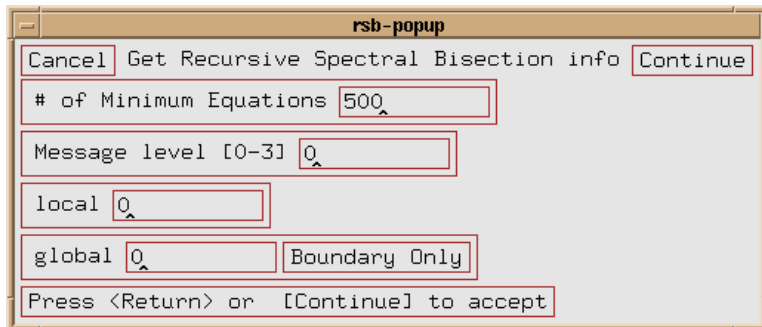 rsb-popup
Cancel Get Recursive Spectral Bisection info Continue
# of Minimum Equations 500
Message level [0-3] 0
local 0
global 0 Boundary Only
Press <Return> or [Continue] to accept